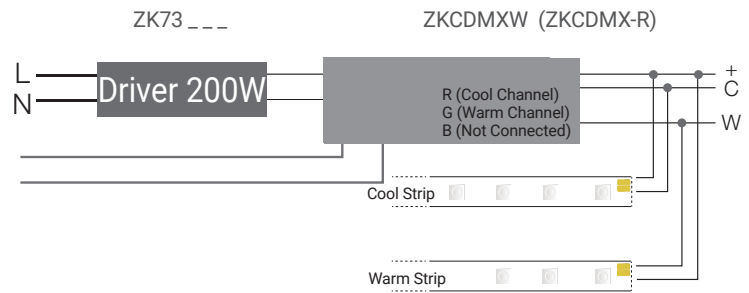 ZK73 _ _ _
ZKCDMXW (ZKCDMX-R)
L
N
Driver 200W
R (Cool Channel)
G (Warm Channel)
B (Not Connected)
+
C
W
Cool Strip
Warm Strip